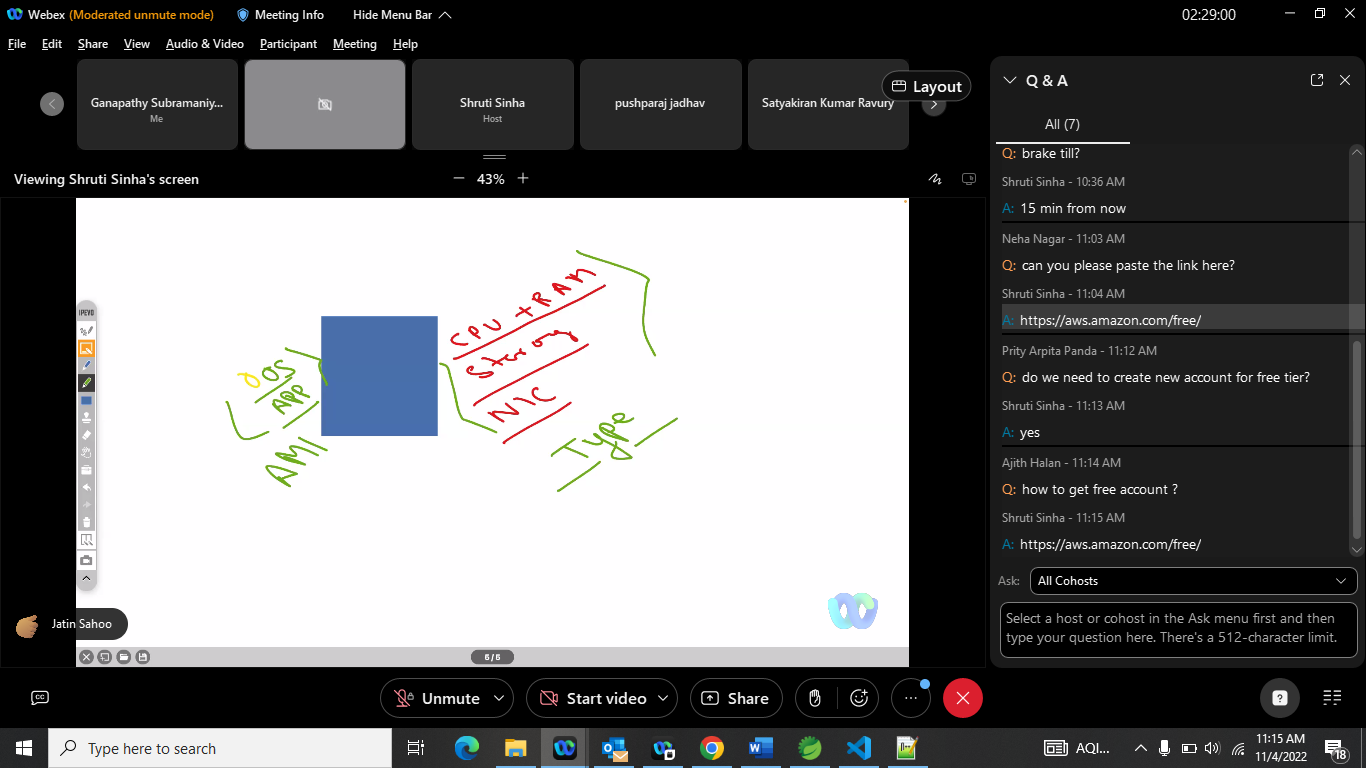 Webex (Moderated unmute mode) Meeting Info Hide Menu Bar 02:29:00
File Edit Share View Audio & Video Participant Meeting Help
Ganapathy Subramaniy...
Me
Shruti Sinha
Host
pushparaj jadhav
Satyakiran Kumar Ravury
Layout
Viewing Shruti Sinha's screen
43%
IPEVO
CPU + RAM
Storage
NIC
Type
OS
APP
AMI
Jatin Sahoo
5/5
Q & A
All (7)
Q: brake till?
Shruti Sinha - 10:36 AM
A: 15 min from now
Neha Nagar - 11:03 AM
Q: can you please paste the link here?
Shruti Sinha - 11:04 AM
A: https://aws.amazon.com/free/
Prity Arpita Panda - 11:12 AM
Q: do we need to create new account for free tier?
Shruti Sinha - 11:13 AM
A: yes
Ajith Halan - 11:14 AM
Q: how to get free account ?
Shruti Sinha - 11:15 AM
A: https://aws.amazon.com/free/
Ask: All Cohosts
Select a host or cohost in the Ask menu first and then
type your question here. There's a 512-character limit.
CC Unmute Start video Share ?
Type here to search
AQI...
11:15 AM
11/4/2022
18